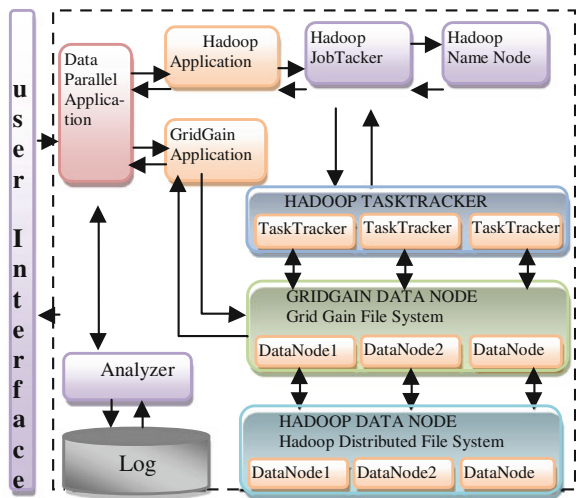 user Interface
Data
Parallel
Applica-
tion
Hadoop
Application
Hadoop
JobTacker
Hadoop
Name Node
GridGain
Application
HADOOP TASKTRACKER
TaskTracker TaskTracker TaskTracker
GRIDGAIN DATA NODE
Grid Gain File System
DataNode1 DataNode2 DataNode
Analyzer
Log
HADOOP DATA NODE
Hadoop Distributed File System
DataNode1 DataNode2 DataNode